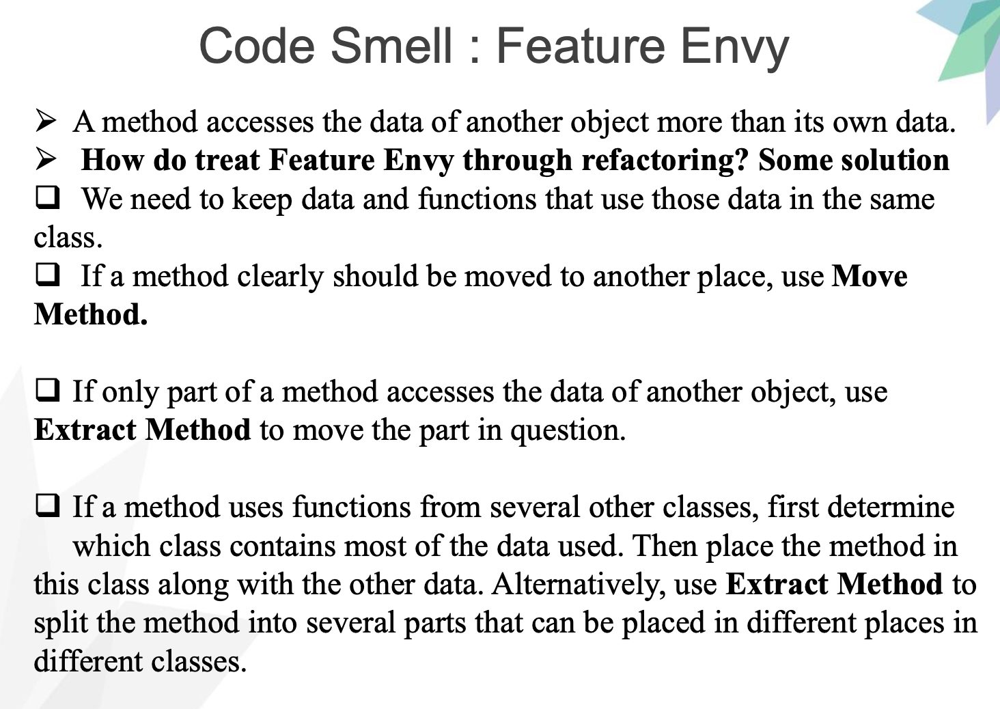 Code Smell : Feature Envy
➢ A method accesses the data of another object more than its own data.
➢ How do treat Feature Envy through refactoring? Some solution
❑ We need to keep data and functions that use those data in the same
class.
❑ If a method clearly should be moved to another place, use Move
Method.
❑ If only part of a method accesses the data of another object, use
Extract Method to move the part in question.
❑ If a method uses functions from several other classes, first determine
which class contains most of the data used. Then place the method in
this class along with the other data. Alternatively, use Extract Method to
split the method into several parts that can be placed in different places in
different classes.